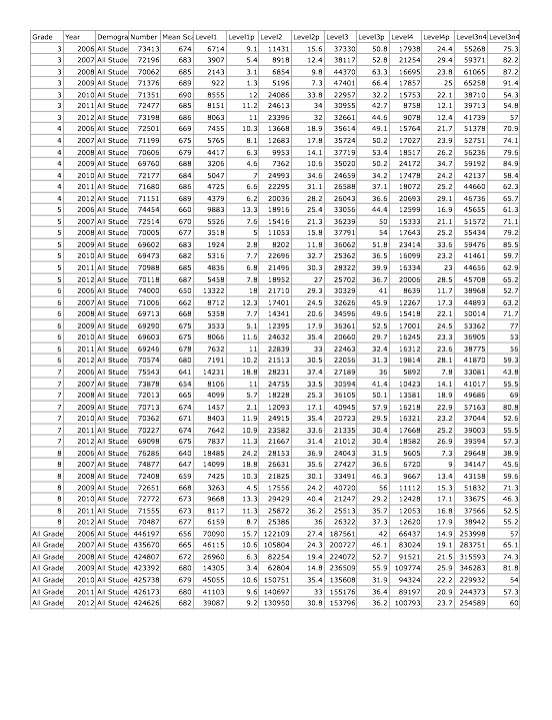 Grade Year Demogra Number Mean Sca Level1 Level1p Level2 Level2p Level3 Level3p Level4 Level4p Level3n4 Level3n4
3 2006 All Stude 73413 674 6714 9.1 11431 15.6 37330 50.8 17938 24.4 55268 75.3
3 2007 All Stude 72196 683 3907 5.4 8918 12.4 38117 52.8 21254 29.4 59371 82.2
3 2008 All Stude 70062 685 2143 3.1 6854 9.8 44370 63.3 16695 23.8 61065 87.2
3 2009 All Stude 71376 689 922 1.3 5196 7.3 47401 66.4 17857 25 65258 91.4
3 2010 All Stude 71351 690 8555 12 24086 33.8 22957 32.2 15753 22.1 38710 54.3
3 2011 All Stude 72477 685 8151 11.2 24613 34 30955 42.7 8758 12.1 39713 54.8
3 2012 All Stude 73198 686 8063 11 23396 32 32661 44.6 9078 12.4 41739 57
4 2006 All Stude 72501 669 7455 10.3 13668 18.9 35614 49.1 15764 21.7 51378 70.9
4 2007 All Stude 71199 675 5765 8.1 12683 17.8 35724 50.2 17027 23.9 52751 74.1
4 2008 All Stude 70606 679 4417 6.3 9953 14.1 37719 53.4 18517 26.2 56236 79.6
4 2009 All Stude 69760 688 3206 4.6 7362 10.6 35020 50.2 24172 34.7 59192 84.9
4 2010 All Stude 72177 684 5047 7 24993 34.6 24659 34.2 17478 24.2 42137 58.4
4 2011 All Stude 71680 686 4725 6.6 22295 31.1 26588 37.1 18072 25.2 44660 62.3
4 2012 All Stude 71151 689 4379 6.2 20036 28.2 26043 36.6 20693 29.1 46736 65.7
5 2006 All Stude 74454 660 9883 13.3 18916 25.4 33056 44.4 12599 16.9 45655 61.3
5 2007 All Stude 72514 670 5526 7.6 15416 21.3 36239 50 15333 21.1 51572 71.1
5 2008 All Stude 70005 677 3518 5 11053 15.8 37791 54 17643 25.2 55434 79.2
5 2009 All Stude 69602 683 1924 2.8 8202 11.8 36062 51.8 23414 33.6 59476 85.5
5 2010 All Stude 69473 682 5316 7.7 22696 32.7 25362 36.5 16099 23.2 41461 59.7
5 2011 All Stude 70988 685 4836 6.8 21496 30.3 28322 39.9 16334 23 44656 62.9
5 2012 All Stude 70118 687 5458 7.8 18952 27 25702 36.7 20006 28.5 45708 65.2
6 2006 All Stude 74000 650 13322 18 21710 29.3 30329 41 8639 11.7 38968 52.7
6 2007 All Stude 71006 662 8712 12.3 17401 24.5 32626 45.9 12267 17.3 44893 63.2
6 2008 All Stude 69713 668 5358 7.7 14341 20.6 34596 49.6 15418 22.1 50014 71.7
6 2009 All Stude 69290 675 3533 5.1 12395 17.9 36361 52.5 17001 24.5 53362 77
6 2010 All Stude 69603 675 8066 11.6 24632 35.4 20660 29.7 16245 23.3 36905 53
6 2011 All Stude 69246 678 7632 11 22839 33 22463 32.4 16312 23.6 38775 56
6 2012 All Stude 70574 680 7191 10.2 21513 30.5 22056 31.3 19814 28.1 41870 59.3
7 2006 All Stude 75543 641 14231 18.8 28231 37.4 27189 36 5892 7.8 33081 43.8
7 2007 All Stude 73878 654 8106 11 24755 33.5 30594 41.4 10423 14.1 41017 55.5
7 2008 All Stude 72013 665 4099 5.7 18228 25.3 36105 50.1 13581 18.9 49686 69
7 2009 All Stude 70713 674 1457 2.1 12093 17.1 40945 57.9 16218 22.9 57163 80.8
7 2010 All Stude 70362 671 8403 11.9 24915 35.4 20723 29.5 16321 23.2 37044 52.6
7 2011 All Stude 70227 674 7642 10.9 23582 33.6 21335 30.4 17668 25.2 39003 55.5
7 2012 All Stude 69098 675 7837 11.3 21667 31.4 21012 30.4 18582 26.9 39594 57.3
8 2006 All Stude 76286 640 18485 24.2 28153 36.9 24043 31.5 5605 7.3 29648 38.9
8 2007 All Stude 74877 647 14099 18.8 26631 35.6 27427 36.6 6720 9 34147 45.6
8 2008 All Stude 72408 659 7425 10.3 21825 30.1 33491 46.3 9667 13.4 43158 59.6
8 2009 All Stude 72651 668 3263 4.5 17556 24.2 40720 56 11112 15.3 51832 71.3
8 2010 All Stude 72772 673 9668 13.3 29429 40.4 21247 29.2 12428 17.1 33675 46.3
8 2011 All Stude 71555 673 8117 11.3 25872 36.2 25513 35.7 12053 16.8 37566 52.5
8 2012 All Stude 70487 677 6159 8.7 25386 36 26322 37.3 12620 17.9 38942 55.2
All Grade 2006 All Stude 446197 656 70090 15.7 122109 27.4 187561 42 66437 14.9 253998 57
All Grade 2007 All Stude 435670 665 46115 10.6 105804 24.3 200727 46.1 83024 19.1 283751 65.1
All Grade 2008 All Stude 424807 672 26960 6.3 82254 19.4 224072 52.7 91521 21.5 315593 74.3
All Grade 2009 All Stude 423392 680 14305 3.4 62804 14.8 236509 55.9 109774 25.9 346283 81.8
All Grade 2010 All Stude 425738 679 45055 10.6 150751 35.4 135608 31.9 94324 22.2 229932 54
All Grade 2011 All Stude 426173 680 41103 9.6 140697 33 155176 36.4 89197 20.9 244373 57.3
All Grade 2012 All Stude 424626 682 39087 9.2 130950 30.8 153796 36.2 100793 23.7 254589 60